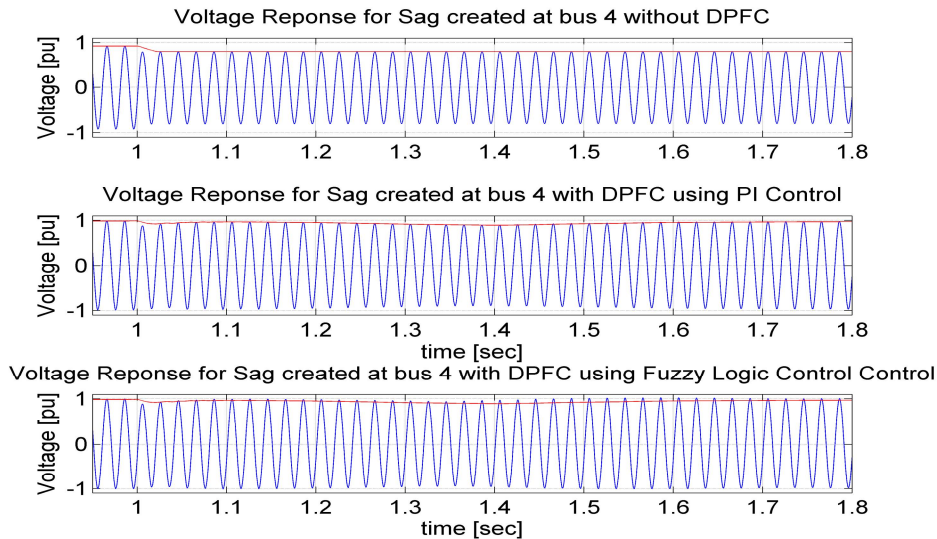 Voltage Reponse for Sag created at bus 4 without DPFC
Voltage [pu]
1
0
-1
1 1.1 1.2 1.3 1.4 1.5 1.6 1.7 1.8
Voltage Reponse for Sag created at bus 4 with DPFC using PI Control
Voltage [pu]
1
0
-1
1 1.1 1.2 1.3 1.4 1.5 1.6 1.7 1.8
time [sec]
Voltage Reponse for Sag created at bus 4 with DPFC using Fuzzy Logic Control Control
Voltage [pu]
1
0
-1
1 1.1 1.2 1.3 1.4 1.5 1.6 1.7 1.8
time [sec]